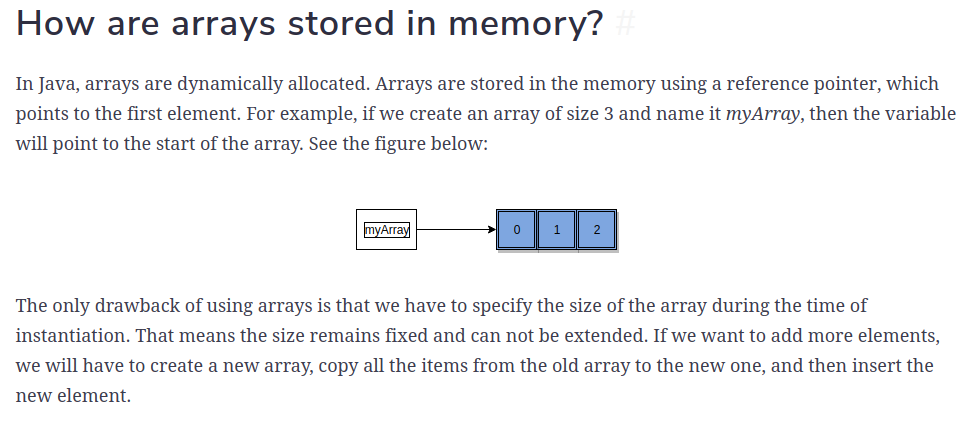 How are arrays stored in memory? #
In Java, arrays are dynamically allocated. Arrays are stored in the memory using a reference pointer, which
points to the first element. For example, if we create an array of size 3 and name it myArray, then the variable
will point to the start of the array. See the figure below:
myArray 0 1 2
The only drawback of using arrays is that we have to specify the size of the array during the time of
instantiation. That means the size remains fixed and can not be extended. If we want to add more elements,
we will have to create a new array, copy all the items from the old array to the new one, and then insert the
new element.